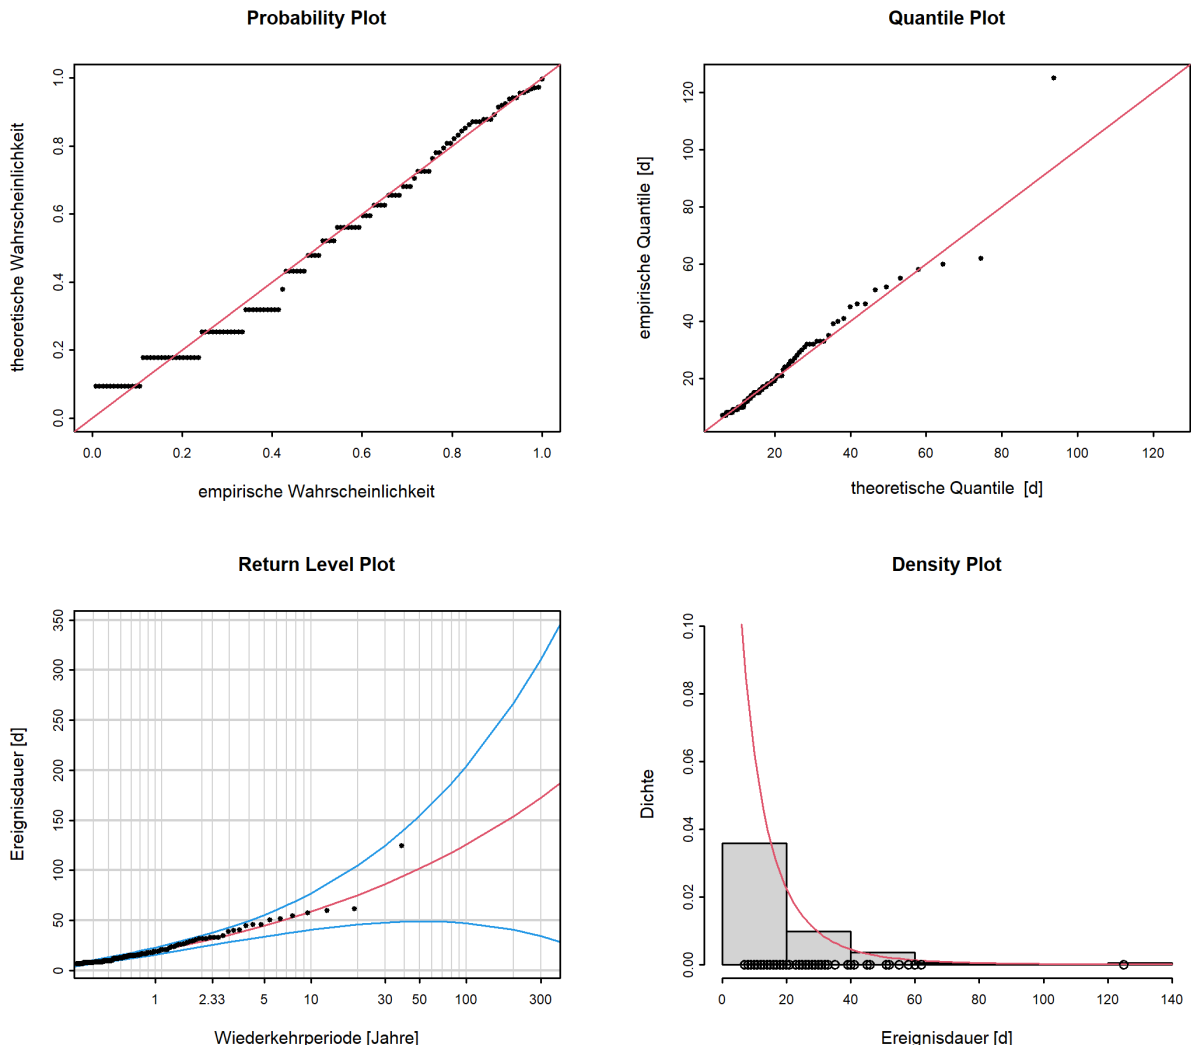 Probability Plot
theoretische Wahrscheinlichkeit
0.0 0.2 0.4 0.6 0.8 1.0
0.0 0.2 0.4 0.6 0.8 1.0
empirische Wahrscheinlichkeit
Quantile Plot
empirische Quantile [d]
20 40 60 80 100 120
20 40 60 80 100 120
theoretische Quantile [d]
Return Level Plot
Ereignisdauer [d]
0 50 100 150 200 250 300 350
1 2.33 5 10 30 50 100 300
Wiederkehrperiode [Jahre]
Density Plot
Dichte
0.00 0.02 0.04 0.06 0.08 0.10
0 20 40 60 80 100 120 140
Ereignisdauer [d]